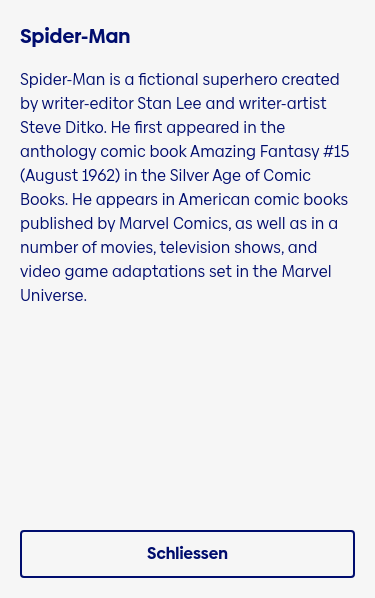 Spider-Man
Spider-Man is a fictional superhero created
by writer-editor Stan Lee and writer-artist
Steve Ditko. He first appeared in the
anthology comic book Amazing Fantasy #15
(August 1962) in the Silver Age of Comic
Books. He appears in American comic books
published by Marvel Comics, as well as in a
number of movies, television shows, and
video game adaptations set in the Marvel
Universe.
Schliessen